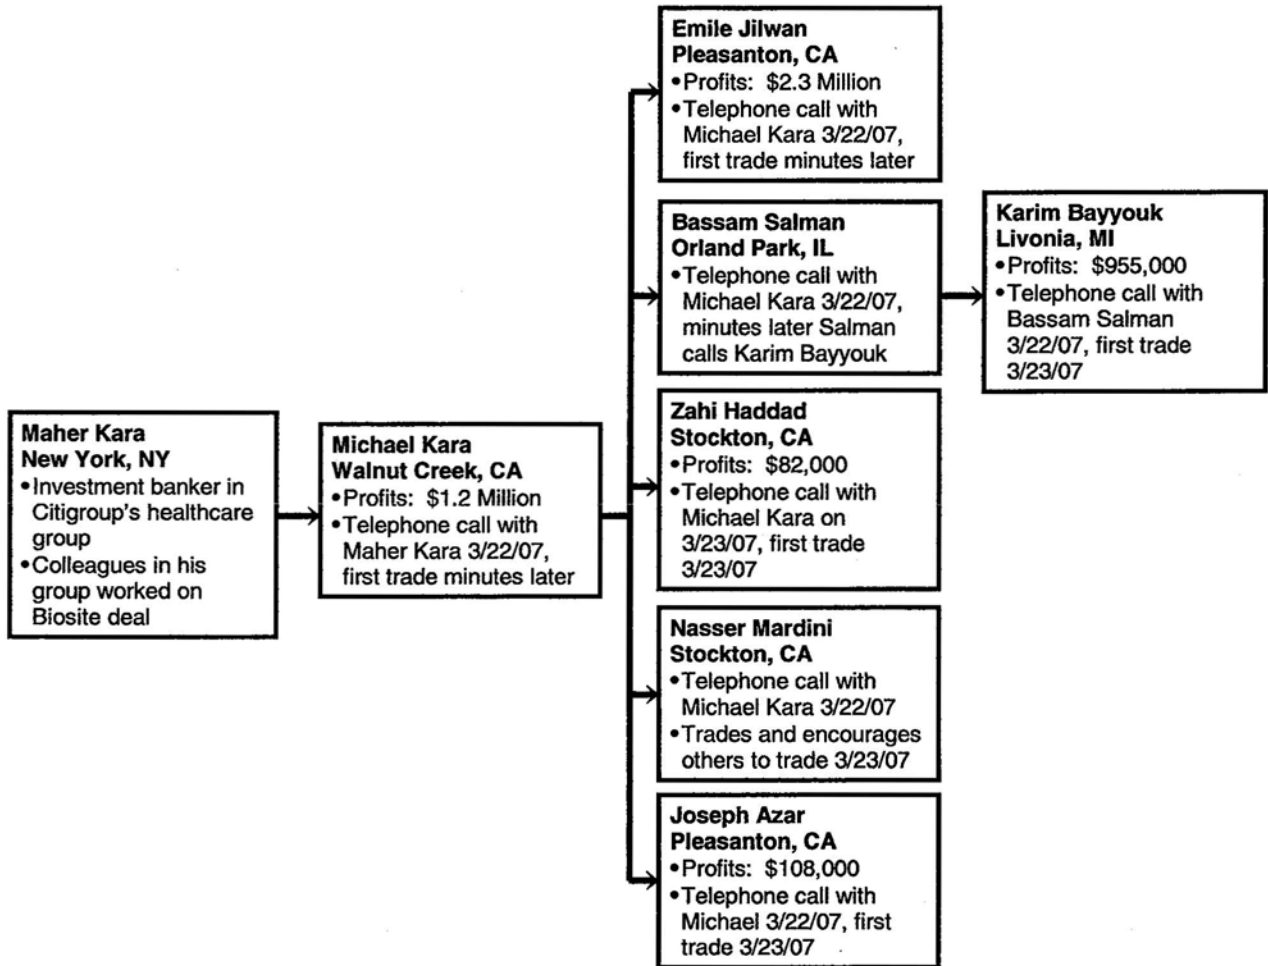 Maher Kara
New York, NY
•Investment banker in
Citigroup's healthcare
group
•Colleagues in his
group worked on
Biosite deal
Michael Kara
Walnut Creek, CA
•Profits: $1.2 Million
•Telephone call with
Maher Kara 3/22/07,
first trade minutes later
Emile Jilwan
Pleasanton, CA
•Profits: $2.3 Million
•Telephone call with
Michael Kara 3/22/07,
first trade minutes later
Bassam Salman
Orland Park, IL
•Telephone call with
Michael Kara 3/22/07,
minutes later Salman
calls Karim Bayyouk
Karim Bayyouk
Livonia, MI
•Profits: $955,000
•Telephone call with
Bassam Salman
3/22/07, first trade
3/23/07
Zahi Haddad
Stockton, CA
•Profits: $82,000
•Telephone call with
Michael Kara on
3/23/07, first trade
3/23/07
Nasser Mardini
Stockton, CA
•Telephone call with
Michael Kara 3/22/07
•Trades and encourages
others to trade 3/23/07
Joseph Azar
Pleasanton, CA
•Profits: $108,000
•Telephone call with
Michael 3/22/07, first
trade 3/23/07